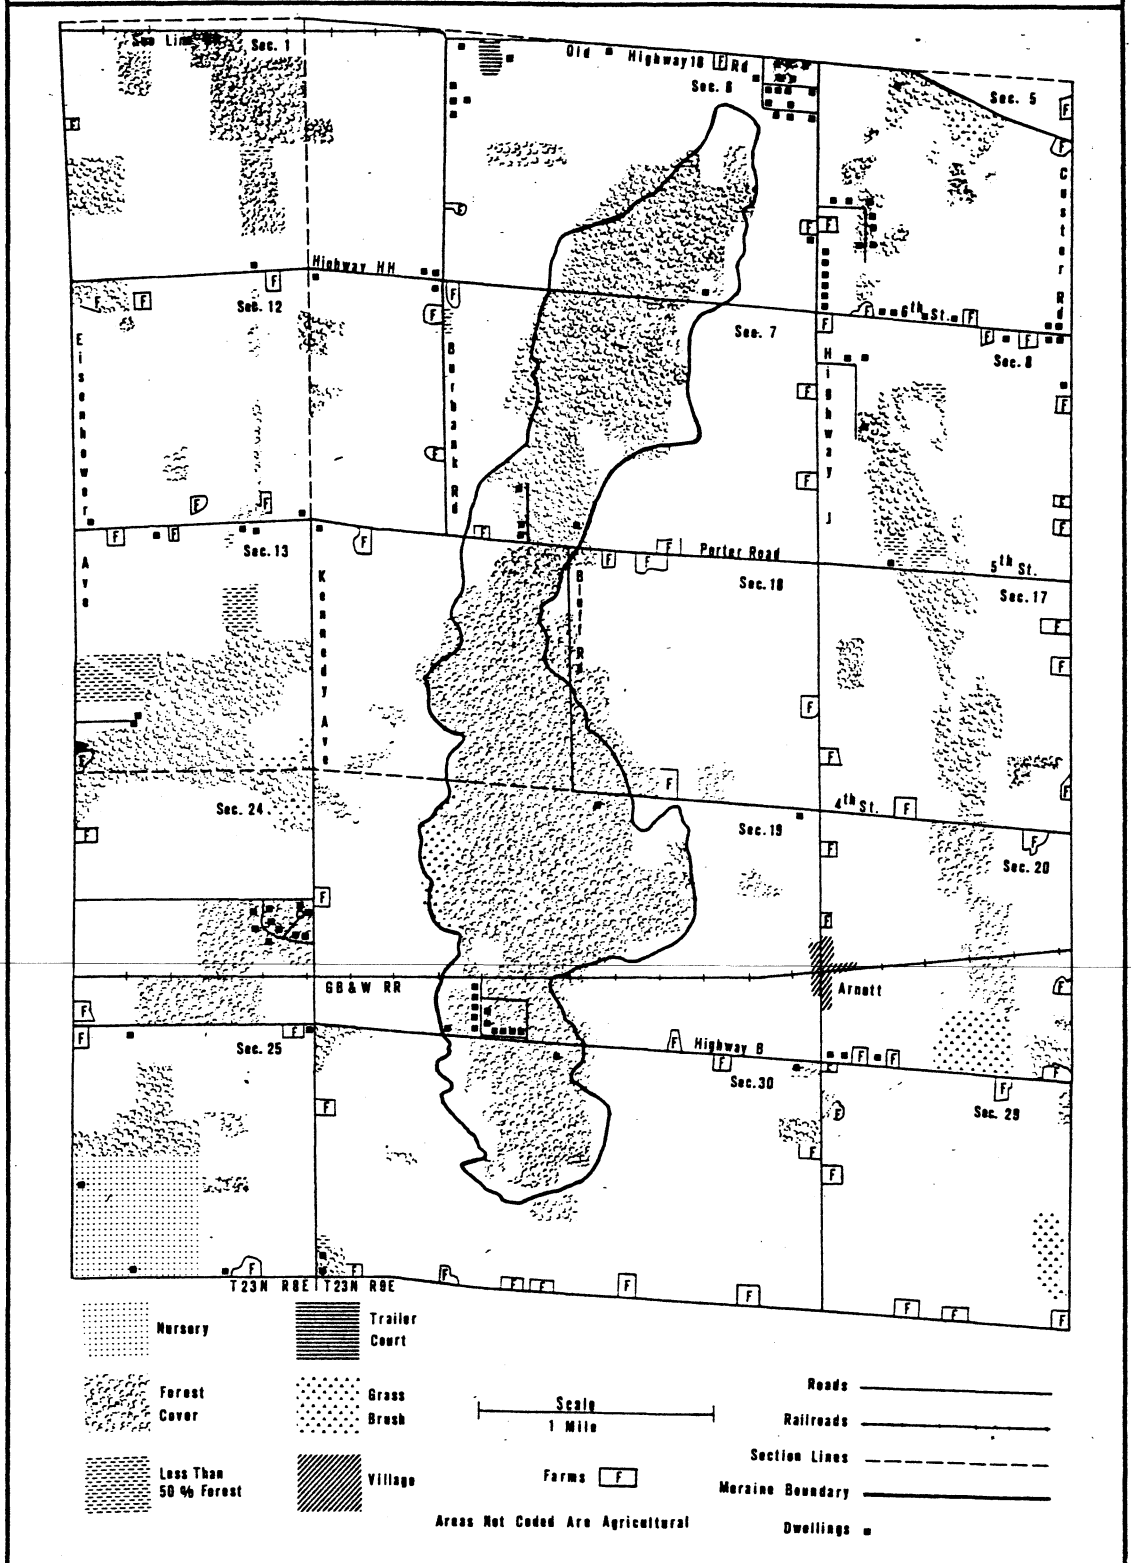 Soo Line
Sec. 1
Old Highway 18 Rd
Sec. 6
Sec. 5
Custer Rd
Highway HH
Sec. 12
Sec. 7
6th St.
Sec. 8
Eisenhower Ave
Burbank Rd
Highway J
Sec. 13
Porter Road
5th St.
Sec. 18
Sec. 17
Kennedy Ave
Bluff Rd
Sec. 24
4th St.
Sec. 19
Sec. 20
GB&W RR
Arnott
Sec. 25
Highway B
Sec. 30
Sec. 29
T23N R8E T23N R9E
Nursery
Trailer
Court
Forest
Cover
Grass
Brush
Less Than
50 % Forest
Village
Scale
1 Mile
Farms F
Areas Not Coded Are Agricultural
Roads
Railroads
Section Lines
Moraine Boundary
Dwellings